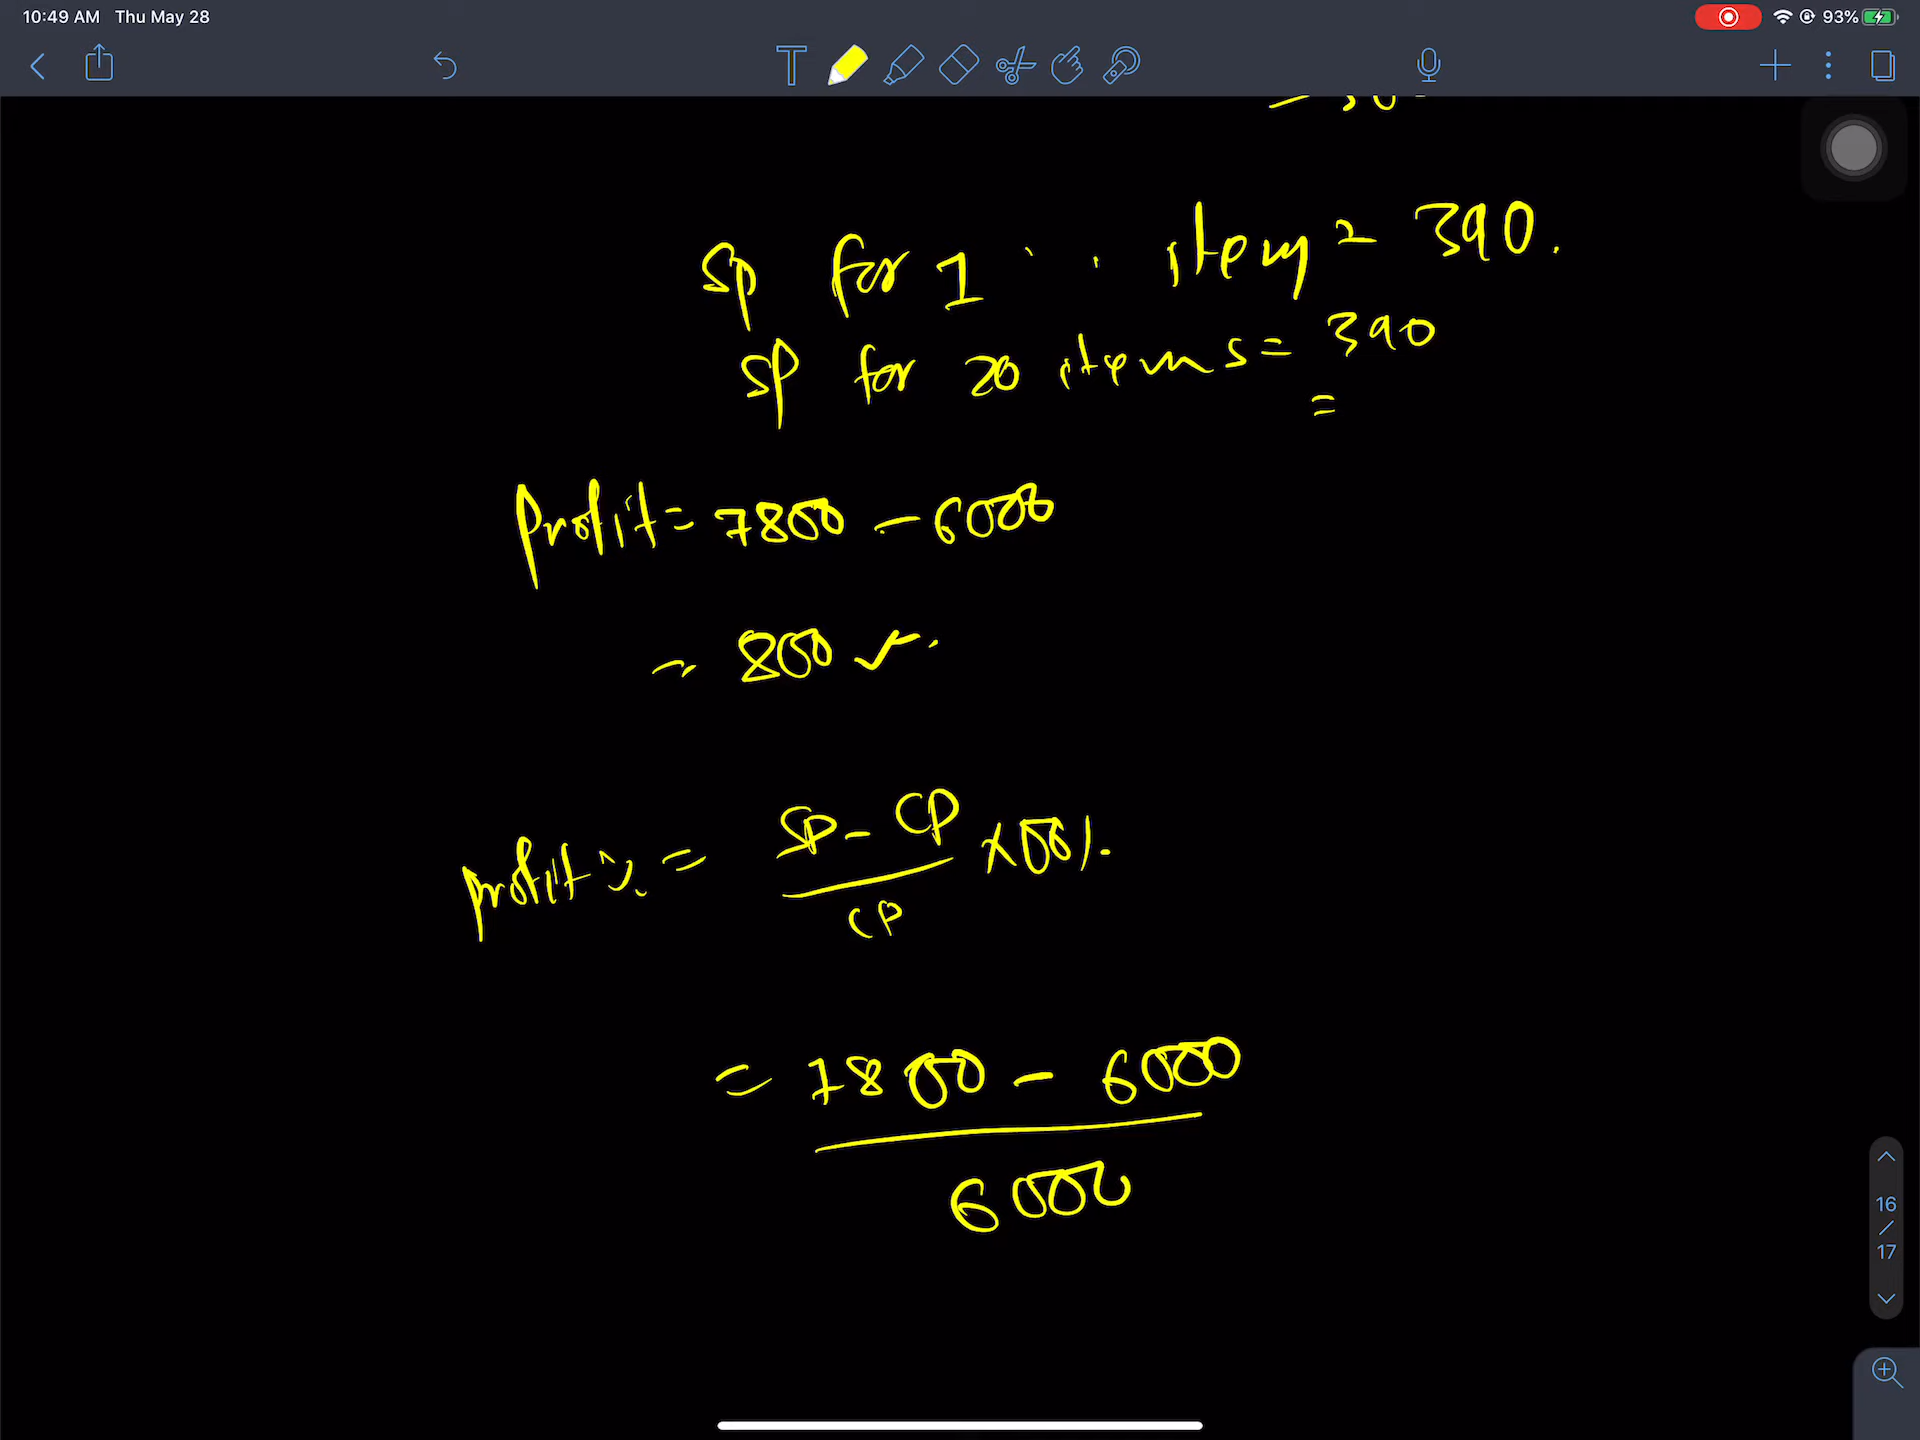 10:49 AM Thu May 28
93%
SP for 1 item = 390.
SP for 20 items = 390
=
Profit = 7800 - 6000
= 800 ✓.
profit % = SP - CP
CP
× 100 %.
= 7800 - 6000
6000
16
/
17